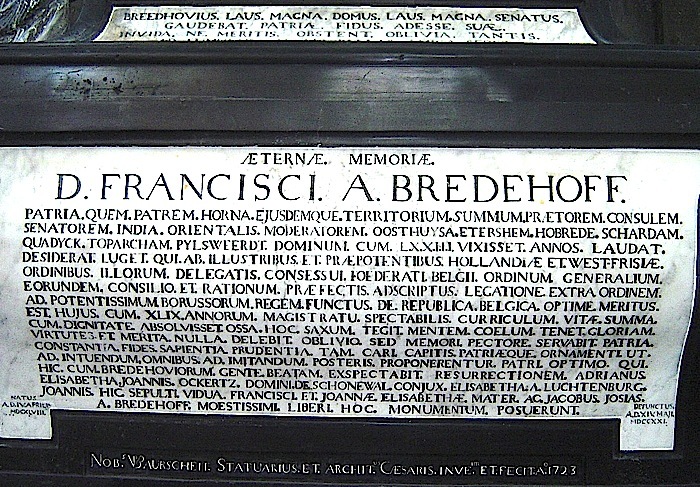 BREEDHOVIUS. LAUS. MAGNA. DOMUS. LAUS. MAGNA. SENATUS.
GAUDEBAT. PATRIÆ. FIDUS. ADESSE. SUÆ.
INVIDA. NE. MERITIS. OBSTENT. OBLIVIA. TANTIS.
ÆTERNÆ. MEMORIÆ.
D. FRANCISCI. A. BREDEHOFF.
PATRIA. QUEM. PATREM. HORNA. EJUSDEMQUE. TERRITORIUM. SUMMUM. PRÆTOREM. CONSULEM.
SENATOREM. INDIA. ORIENTALIS. MODERATOREM. OOSTHUYSA. ETERSHEM. HOBREDE. SCHARDAM.
QUADYCK. TOPARCHAM. PYLSWEERDT. DOMINUM. CUM. LXXIII. VIXISSET. ANNOS. LAUDAT.
DESIDERAT. LUGET. QUI. AB. ILLUSTRIBUS. ET. PRÆPOTENTIBUS. HOLLANDIÆ. ET. WEST-FRISIÆ.
ORDINIBUS. ILLORUM. DELEGATIS. CONSESSUI. FOEDERATI. BELGII. ORDINUM. GENERALIUM.
EORUNDEM. CONSILIO. ET. RATIONUM. PRÆFECTIS. ADSCRIPTUS. LEGATIONE. EXTRA. ORDINEM.
AD. POTENTISSIMUM. BORUSSORUM. REGEM. FUNCTUS. DE. REPUBLICA. BELGICA. OPTIME. MERITUS.
EST. HUJUS. CUM. XLIX. ANNORUM. MAGISTRATU. SPECTABILIS. CURRICULUM. VITÆ. SUMMA.
CUM. DIGNITATE. ABSOLVISSET. OSSA. HOC. SAXUM. TEGIT. MENTEM. COELUM. TENET. GLORIAM.
VIRTUTES. ET. MERITA. NULLA. DELEBIT. OBLIVIO. SED. MEMORI. PECTORE. SERVABIT. PATRIA.
CONSTANTIA. FIDES. SAPIENTIA. PRUDENTIA. TAM. CARI. CAPITIS. PATRIÆQUE. ORNAMENTI. UT.
AD. INTUENDUM. OMNIBUS. AD. IMITANDUM. POSTERIS. PROPONERENTUR. PATRI. OPTIMO. QUI.
HIC. CUM. BREDEHOVIORUM. GENTE. BEATAM. EXSPECTABIT. RESURRECTIONEM. ADRIANUS.
ELISABETHA. JOANNIS. OCKERTZ. DOMINI. DE. SCHONEWAL. CONJUX. ELISABETHA. A. LUCHTENBURG.
JOANNIS. HIC. SEPULTI. VIDUA. FRANCISCI. ET. JOANNÆ. ELISABETHÆ. MATER. AC. JACOBUS. JOSIAS.
A. BREDEHOFF. MOESTISSIMI. LIBERI. HOC. MONUMENTUM. POSUERUNT.
NATUS.
A. D. IV. APRILIS
MDCXLVIII.
DEFUNCTUS.
A. D. XIV. MAJI.
MDCCXXI.
NOB. BAURSCHEIT. STATUARIUS. ET. ARCHIT. CÆSARIS. INVE. ET. FECIT. A. 1723